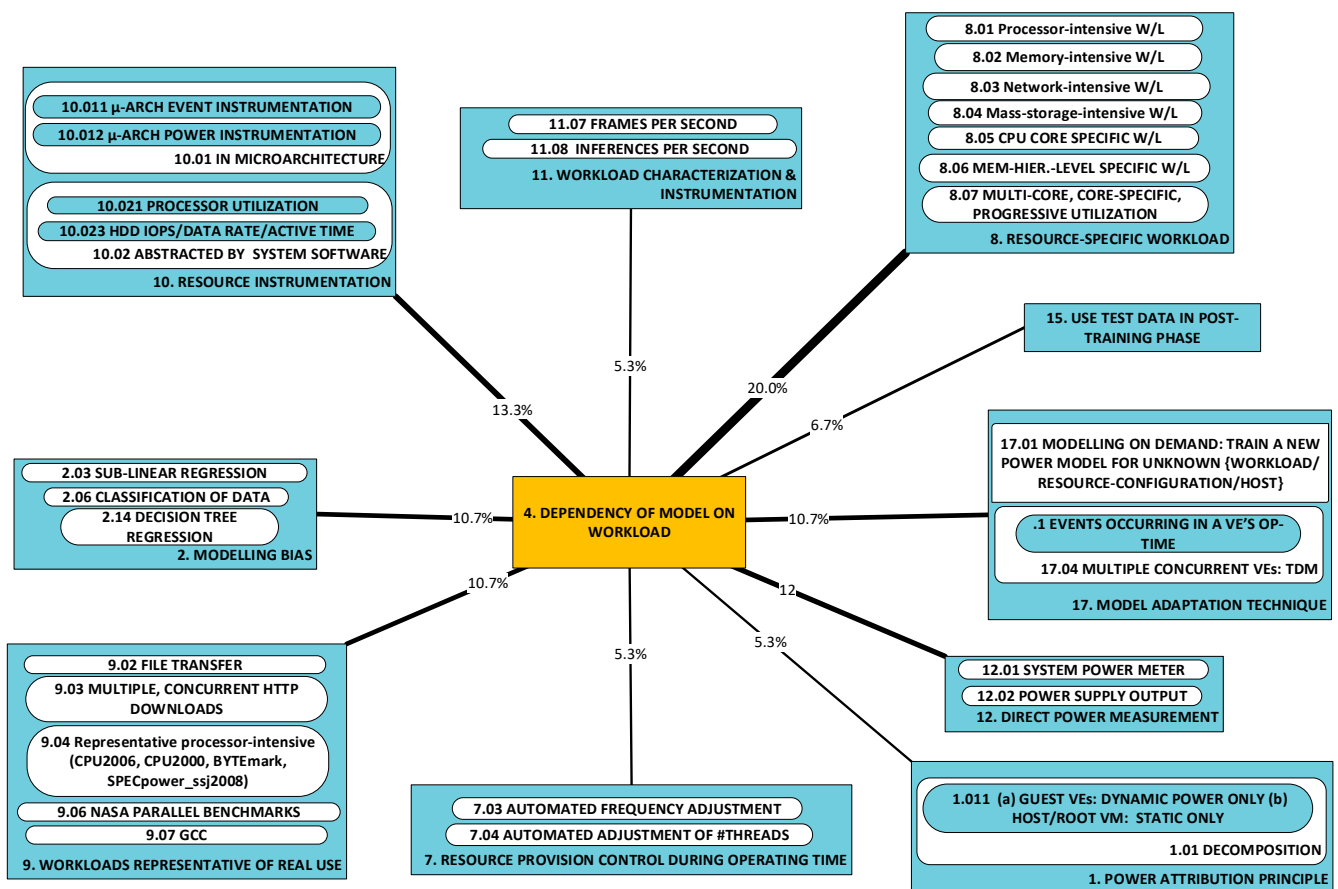 8.01 Processor-intensive W/L
8.02 Memory-intensive W/L
8.03 Network-intensive W/L
8.04 Mass-storage-intensive W/L
8.05 CPU CORE SPECIFIC W/L
8.06 MEM-HIER.-LEVEL SPECIFIC W/L
8.07 MULTI-CORE, CORE-SPECIFIC,
PROGRESSIVE UTILIZATION
8. RESOURCE-SPECIFIC WORKLOAD
10.011 µ-ARCH EVENT INSTRUMENTATION
10.012 µ-ARCH POWER INSTRUMENTATION
10.01 IN MICROARCHITECTURE
10.021 PROCESSOR UTILIZATION
10.023 HDD IOPS/DATA RATE/ACTIVE TIME
10.02 ABSTRACTED BY SYSTEM SOFTWARE
10. RESOURCE INSTRUMENTATION
11.07 FRAMES PER SECOND
11.08 INFERENCES PER SECOND
11. WORKLOAD CHARACTERIZATION &
INSTRUMENTATION
15. USE TEST DATA IN POST-
TRAINING PHASE
5.3%
20.0%
13.3%
6.7%
17.01 MODELLING ON DEMAND: TRAIN A NEW
POWER MODEL FOR UNKNOWN {WORKLOAD/
RESOURCE-CONFIGURATION/HOST}
.1 EVENTS OCCURRING IN A VE'S OP-
TIME
17.04 MULTIPLE CONCURRENT VEs: TDM
17. MODEL ADAPTATION TECHNIQUE
2.03 SUB-LINEAR REGRESSION
2.06 CLASSIFICATION OF DATA
2.14 DECISION TREE
REGRESSION
2. MODELLING BIAS
10.7%
4. DEPENDENCY OF MODEL ON
WORKLOAD
10.7%
10.7%
12
5.3%
5.3%
9.02 FILE TRANSFER
9.03 MULTIPLE, CONCURRENT HTTP
DOWNLOADS
9.04 Representative processor-intensive
(CPU2006, CPU2000, BYTEmark,
SPECpower_ssj2008)
9.06 NASA PARALLEL BENCHMARKS
9.07 GCC
9. WORKLOADS REPRESENTATIVE OF REAL USE
12.01 SYSTEM POWER METER
12.02 POWER SUPPLY OUTPUT
12. DIRECT POWER MEASUREMENT
7.03 AUTOMATED FREQUENCY ADJUSTMENT
7.04 AUTOMATED ADJUSTMENT OF #THREADS
7. RESOURCE PROVISION CONTROL DURING OPERATING TIME
1.011 (a) GUEST VEs: DYNAMIC POWER ONLY (b)
HOST/ROOT VM: STATIC ONLY
1.01 DECOMPOSITION
1. POWER ATTRIBUTION PRINCIPLE